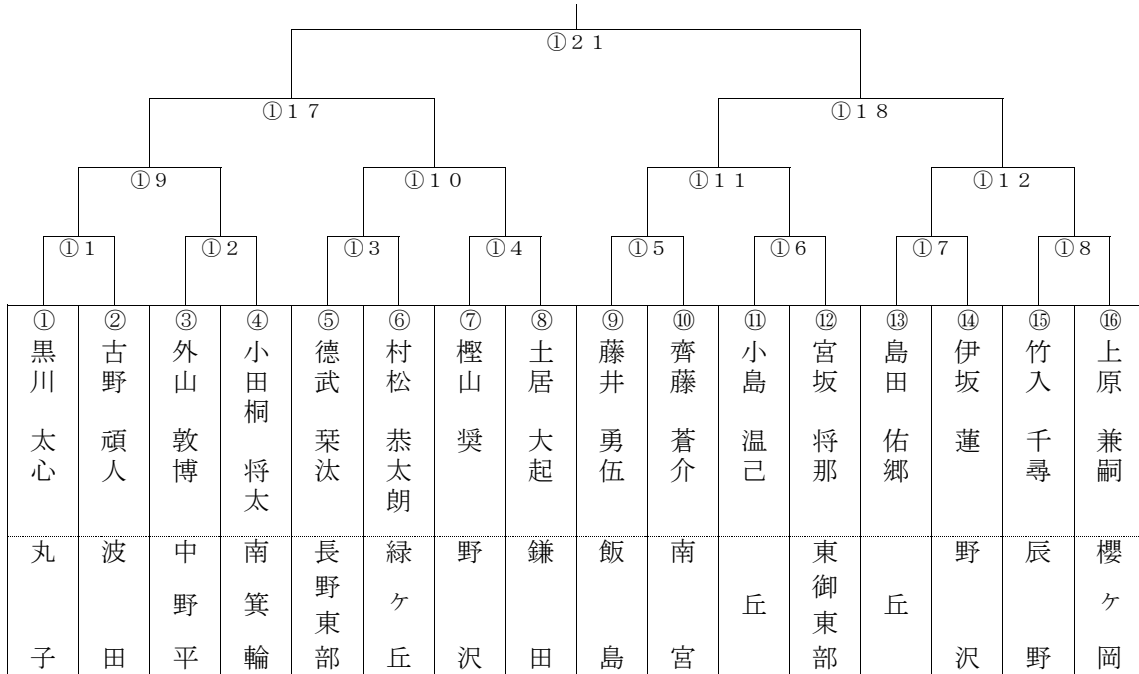 ①２１
①１７
①１８
①９
①１０
①１１
①１２
①１
①２
①３
①４
①５
①６
①７
①８
①
黒川　太心
丸子
②
古野　頑人
波田
③
外山　敦博
中野平
④
小田桐　将太
南箕輪
⑤
德武　栞汰
長野東部
⑥
村松　恭太朗
緑ケ丘
⑦
樫山　奨
野沢
⑧
土居　大起
鎌田
⑨
藤井　勇伍
飯島
⑩
齊藤　蒼介
南宮
⑪
小島　温己
丘
⑫
宮坂　将那
東御東部
⑬
島田　佑郷
丘
⑭
伊坂　蓮
野沢
⑮
竹入　千尋
辰野
⑯
上原　兼嗣
櫻ケ岡